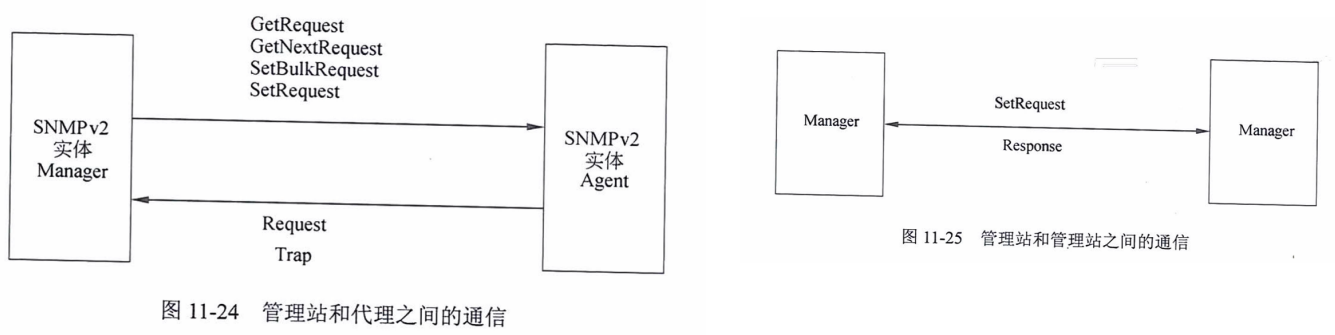 GetRequest
GetNextRequest
SetBulkRequest
SetRequest
SNMPv2
实体
Manager
SNMPv2
实体
Agent
Request
Trap
图 11-24 管理站和代理之间的通信
Manager
SetRequest
Response
Manager
图 11-25 管理站和管理站之间的通信